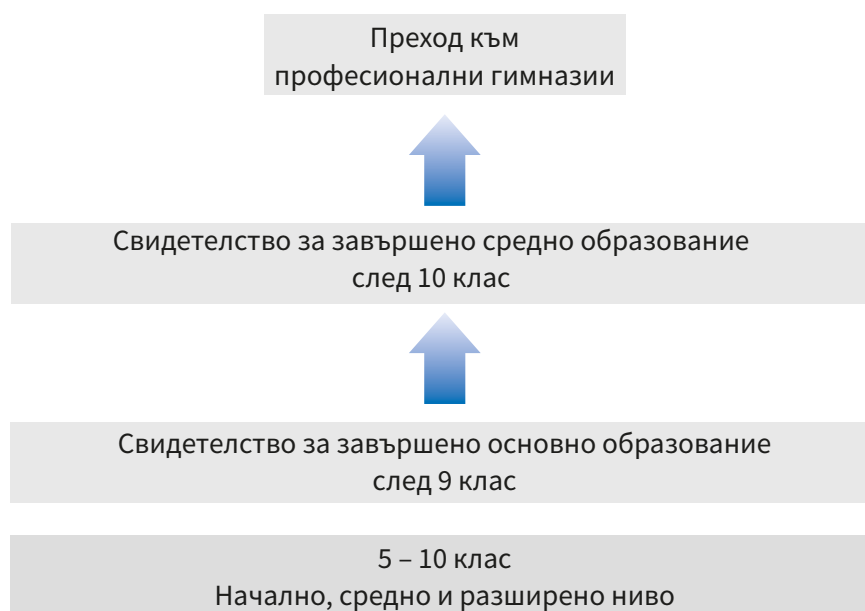 Преход към
професионални гимназии
Свидетелство за завършено средно образование
след 10 клас
Свидетелство за завършено основно образование
след 9 клас
5 – 10 клас
Начално, средно и разширено ниво